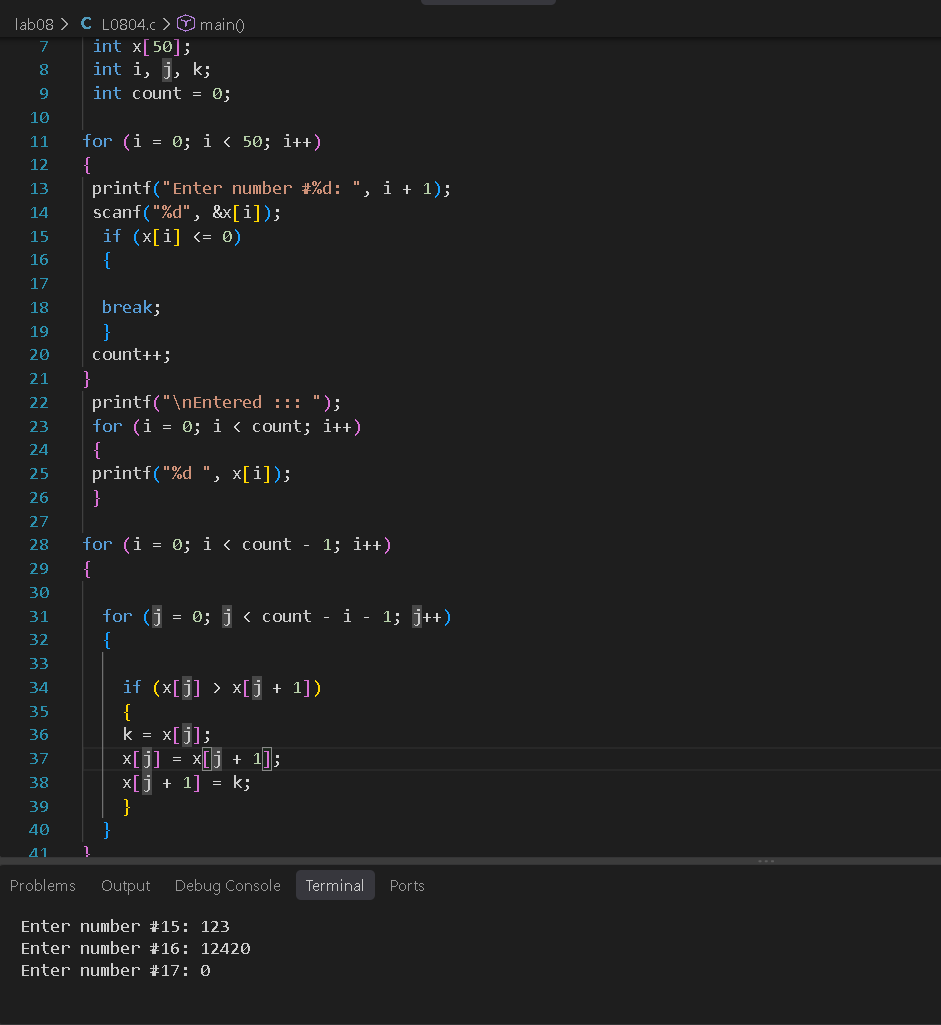 lab08 > C L0804.c > main()
7 int x[50];
8 int i, j, k;
9 int count = 0;
10
11 for (i = 0; i < 50; i++)
12 {
13 printf("Enter number #%d: ", i + 1);
14 scanf("%d", &x[i]);
15 if (x[i] <= 0)
16 {
17
18 break;
19 }
20 count++;
21 }
22 printf("\nEntered ::: ");
23 for (i = 0; i < count; i++)
24 {
25 printf("%d ", x[i]);
26 }
27
28 for (i = 0; i < count - 1; i++)
29 {
30
31 for (j = 0; j < count - i - 1; j++)
32 {
33
34 if (x[j] > x[j + 1])
35 {
36 k = x[j];
37 x[j] = x[j + 1];
38 x[j + 1] = k;
39 }
40 }
41 }
Problems Output Debug Console Terminal Ports
Enter number #15: 123
Enter number #16: 12420
Enter number #17: 0